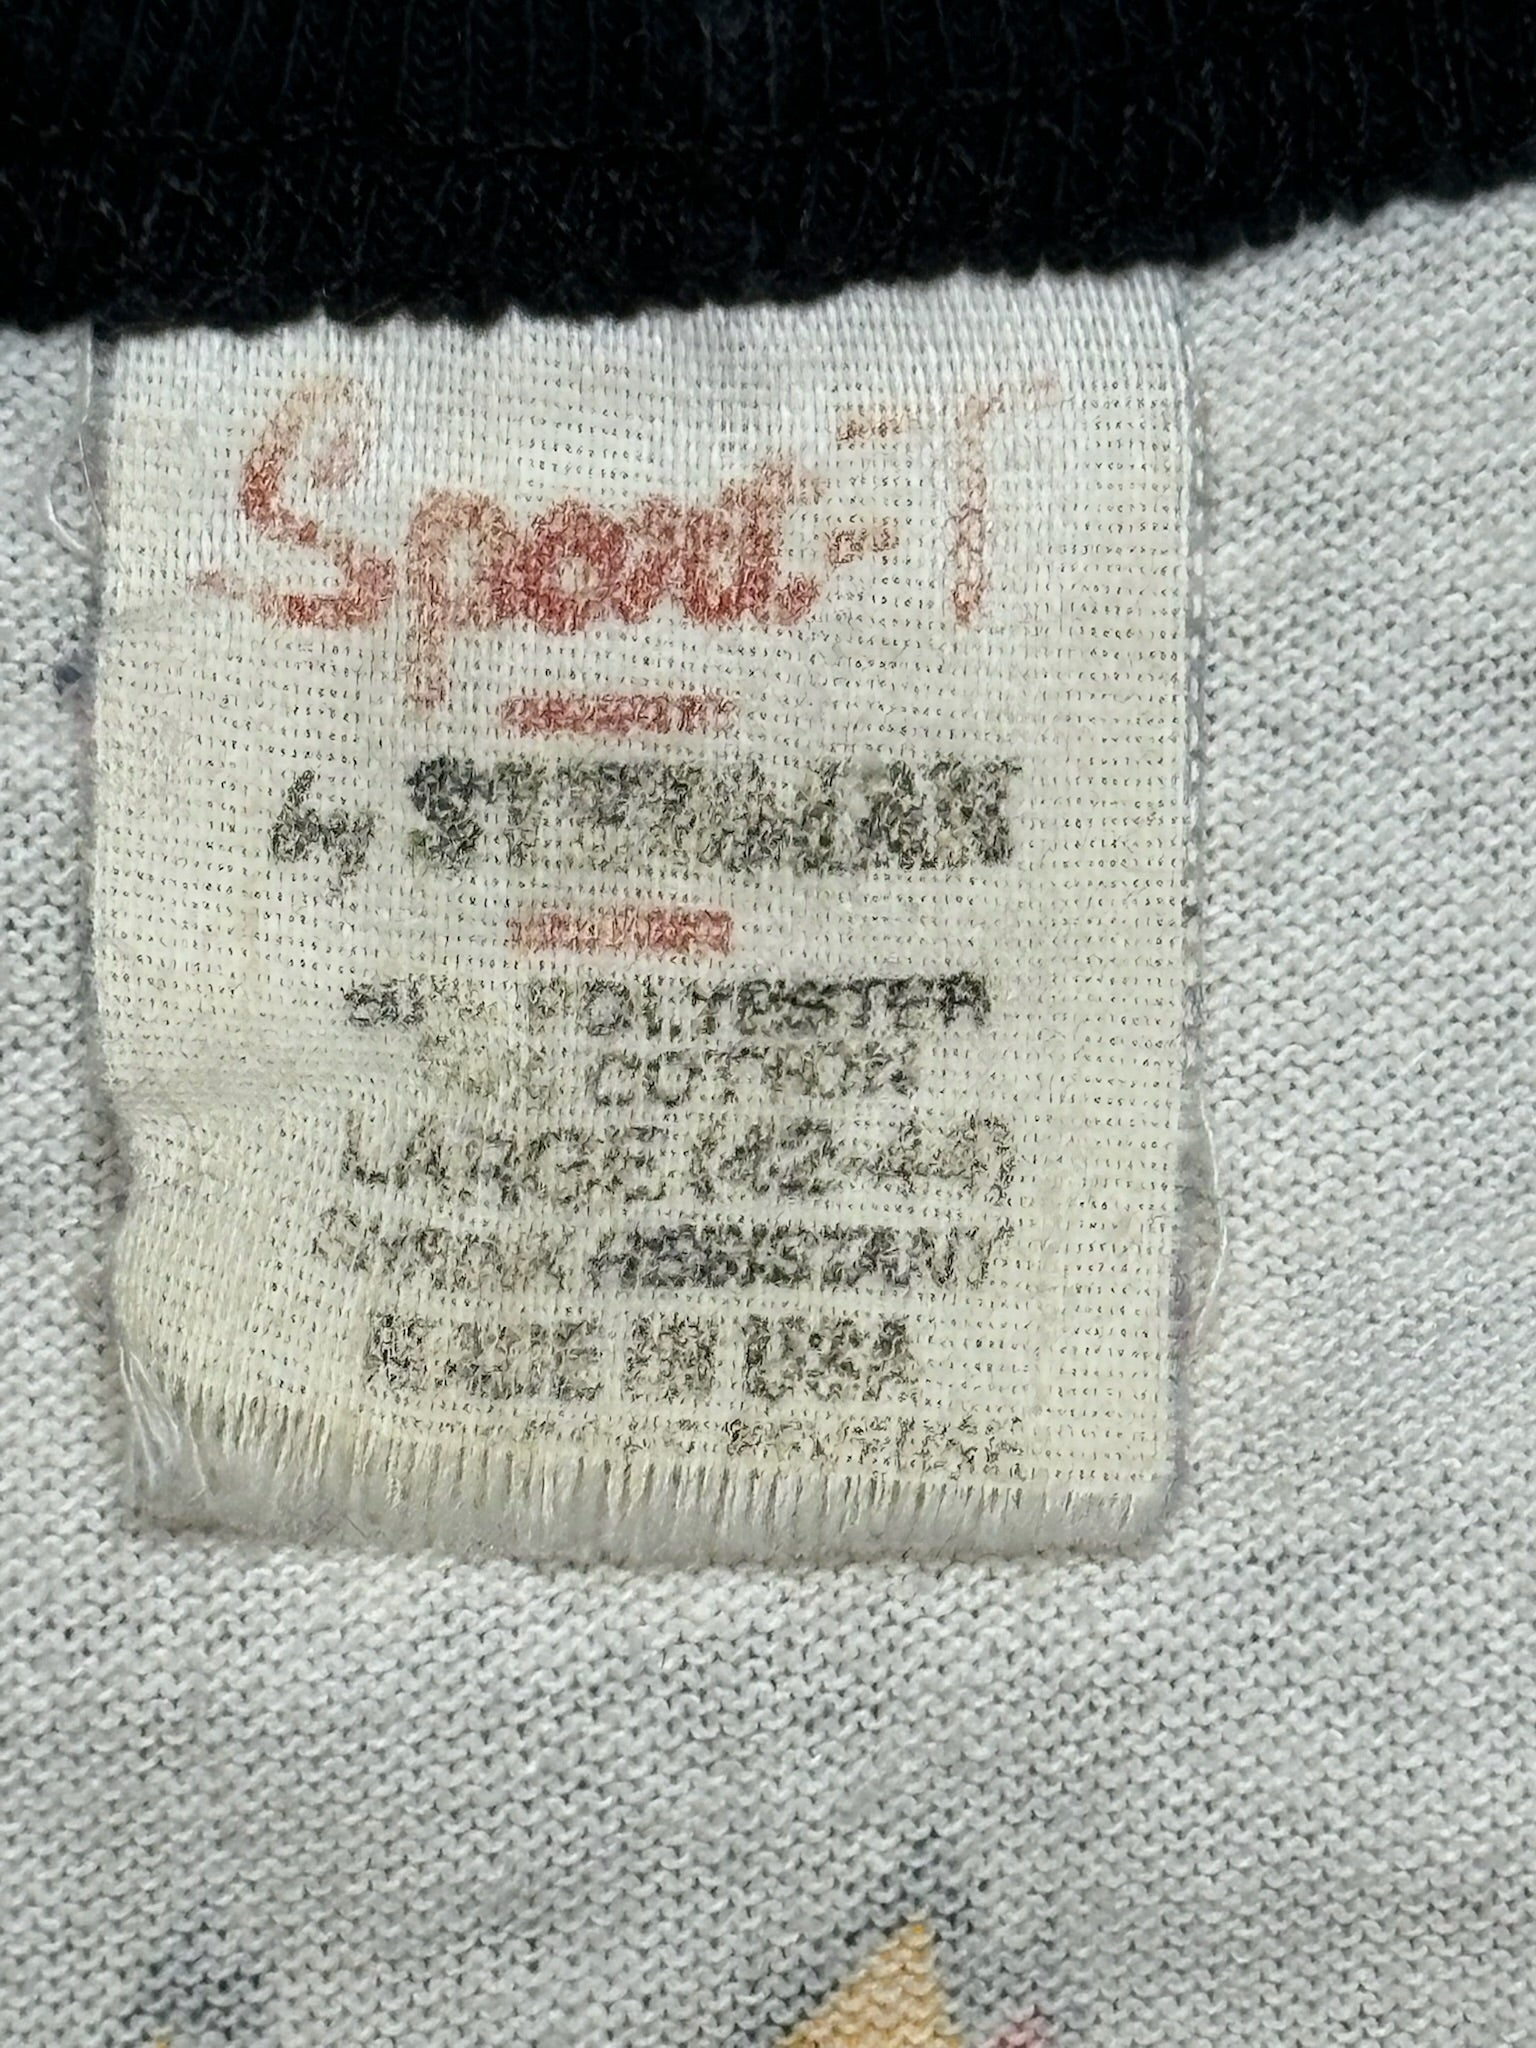 Sport-T
by STEDMAN
POLYESTER
COTTON
LARGE (42-44)
SHRINK RESISTANT
MADE IN USA